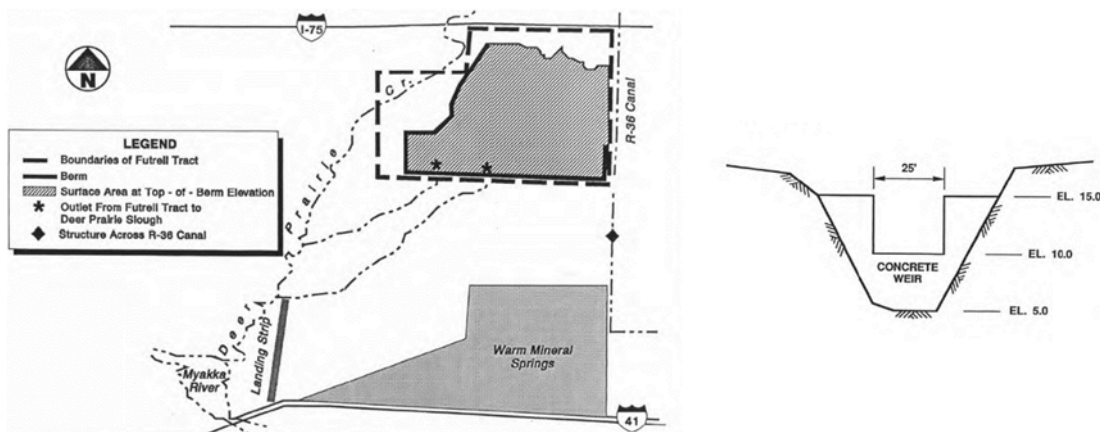 I-75
N
Gr.
Prairie
Deer
R-36 Canal
LEGEND
Boundaries of Futrell Tract
Berm
Surface Area at Top - of - Berm Elevation
Outlet From Futrell Tract to
Deer Prairie Slough
Structure Across R-36 Canal
Landing Strip
Warm Mineral
Springs
Myakka
River
41
25'
EL. 15.0
EL. 10.0
CONCRETE
WEIR
EL. 5.0